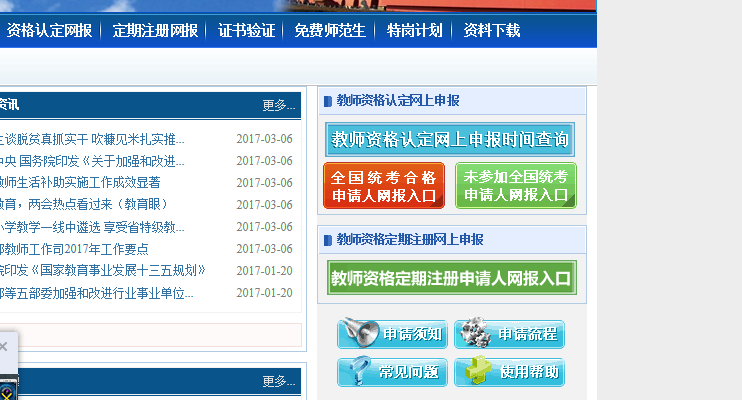 资格认定网报 定期注册网报 证书验证 免费师范生 特岗计划 资料下载
资讯 更多...
谈脱贫真抓实干 吹糠见米扎实推... 2017-03-06
中央 国务院印发《关于加强和改进... 2017-03-06
教师生活补助实施工作成效显著 2017-03-06
教育，两会热点看过来（教育眼） 2017-03-06
小学教学一线中遴选 享受省特级教... 2017-03-06
部教师工作司2017年工作要点 2017-03-06
院印发《国家教育事业发展十三五规划》 2017-01-20
部等五部委加强和改进行业事业单位... 2017-01-20
更多...
教师资格认定网上申报
教师资格认定网上申报时间查询
全国统考合格
申请人网报入口
未参加全国统考
申请人网报入口
教师资格定期注册网上申报
教师资格定期注册申请人网报入口
申请须知 申请流程
常见问题 使用帮助